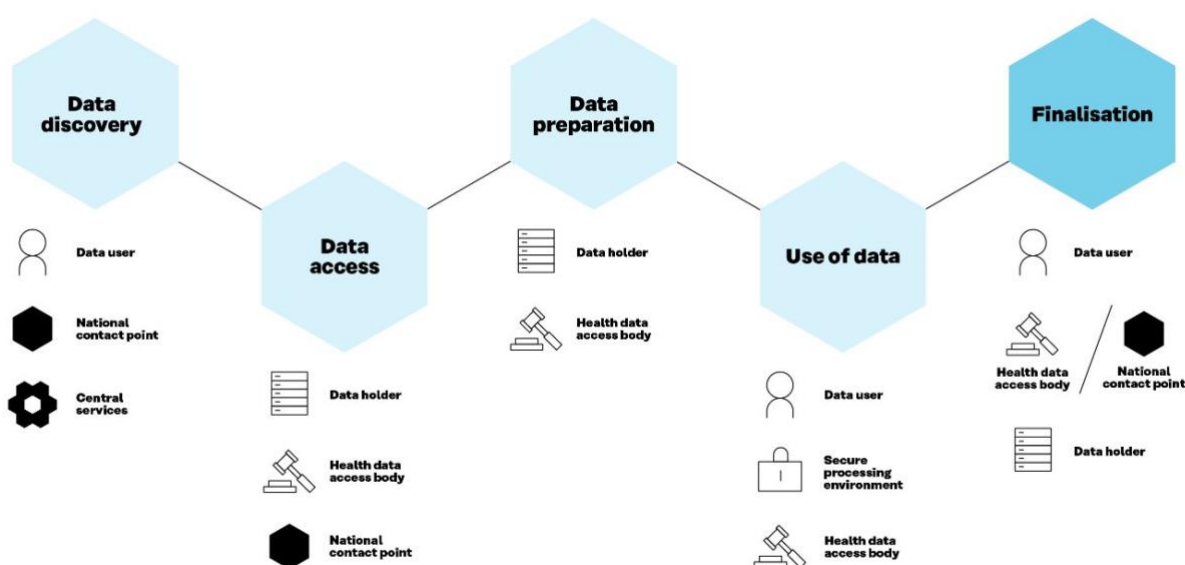 Data
discovery
Data user
National
contact point
Central
services
Data
access
Data holder
Health data
access body
National
contact point
Data
preparation
Data holder
Health data
access body
Use of data
Data user
Secure
processing
environment
Health data
access body
Finalisation
Data user
Health data
access body
National
contact point
Data holder